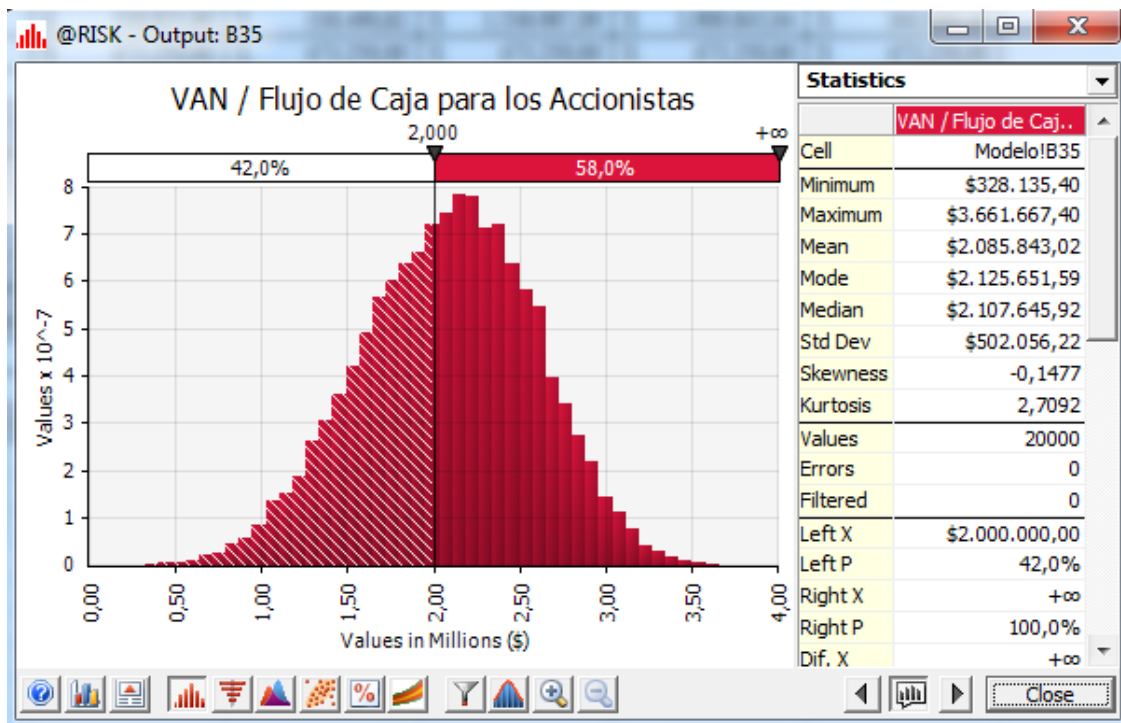 @RISK - Output: B35
VAN / Flujo de Caja para los Accionistas
2,000
+∞
42,0%
58,0%
8
7
6
5
4
3
2
1
0
Values x 10^-7
0,00
0,50
1,00
1,50
2,00
2,50
3,00
3,50
4,00
Values in Millions ($)
Statistics
VAN / Flujo de Caj..
Cell Modelo!B35
Minimum $328.135,40
Maximum $3.661.667,40
Mean $2.085.843,02
Mode $2.125.651,59
Median $2.107.645,92
Std Dev $502.056,22
Skewness -0,1477
Kurtosis 2,7092
Values 20000
Errors 0
Filtered 0
Left X $2.000.000,00
Left P 42,0%
Right X +∞
Right P 100,0%
Dif. X +∞
Close